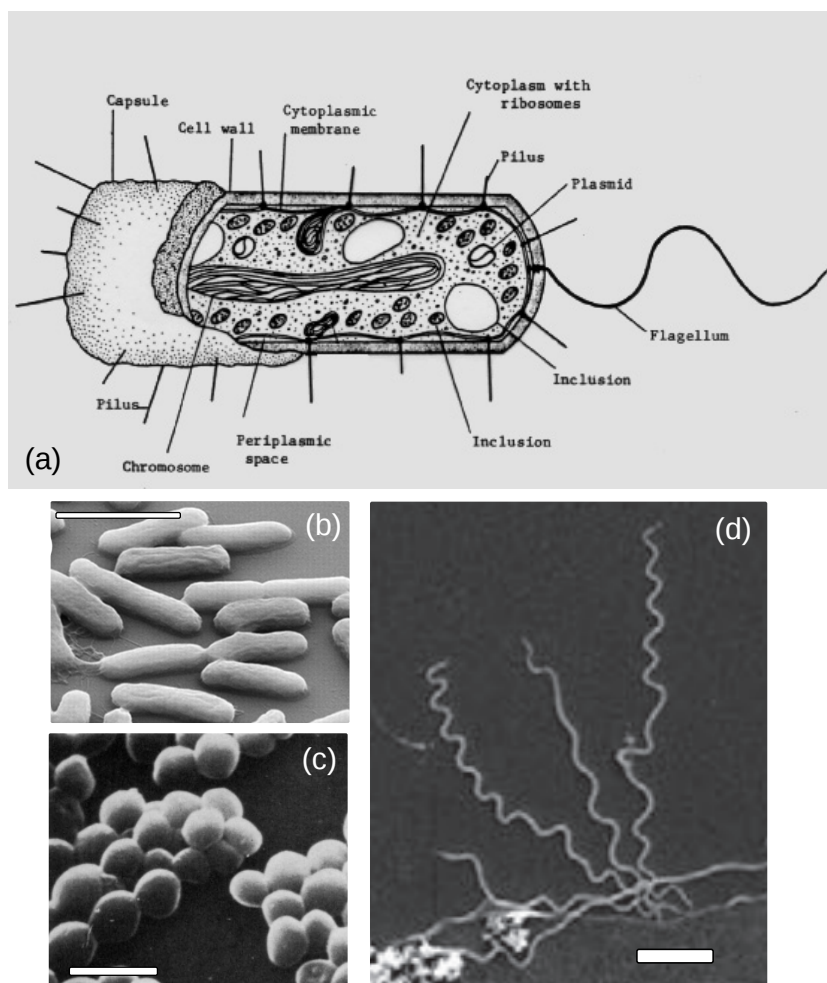 Capsule
Cell wall
Cytoplasmic
membrane
Cytoplasm with
ribosomes
Pilus
Plasmid
Flagellum
Inclusion
Inclusion
Periplasmic
space
Chromosome
Pilus
(a)
(b)
(c)
(d)